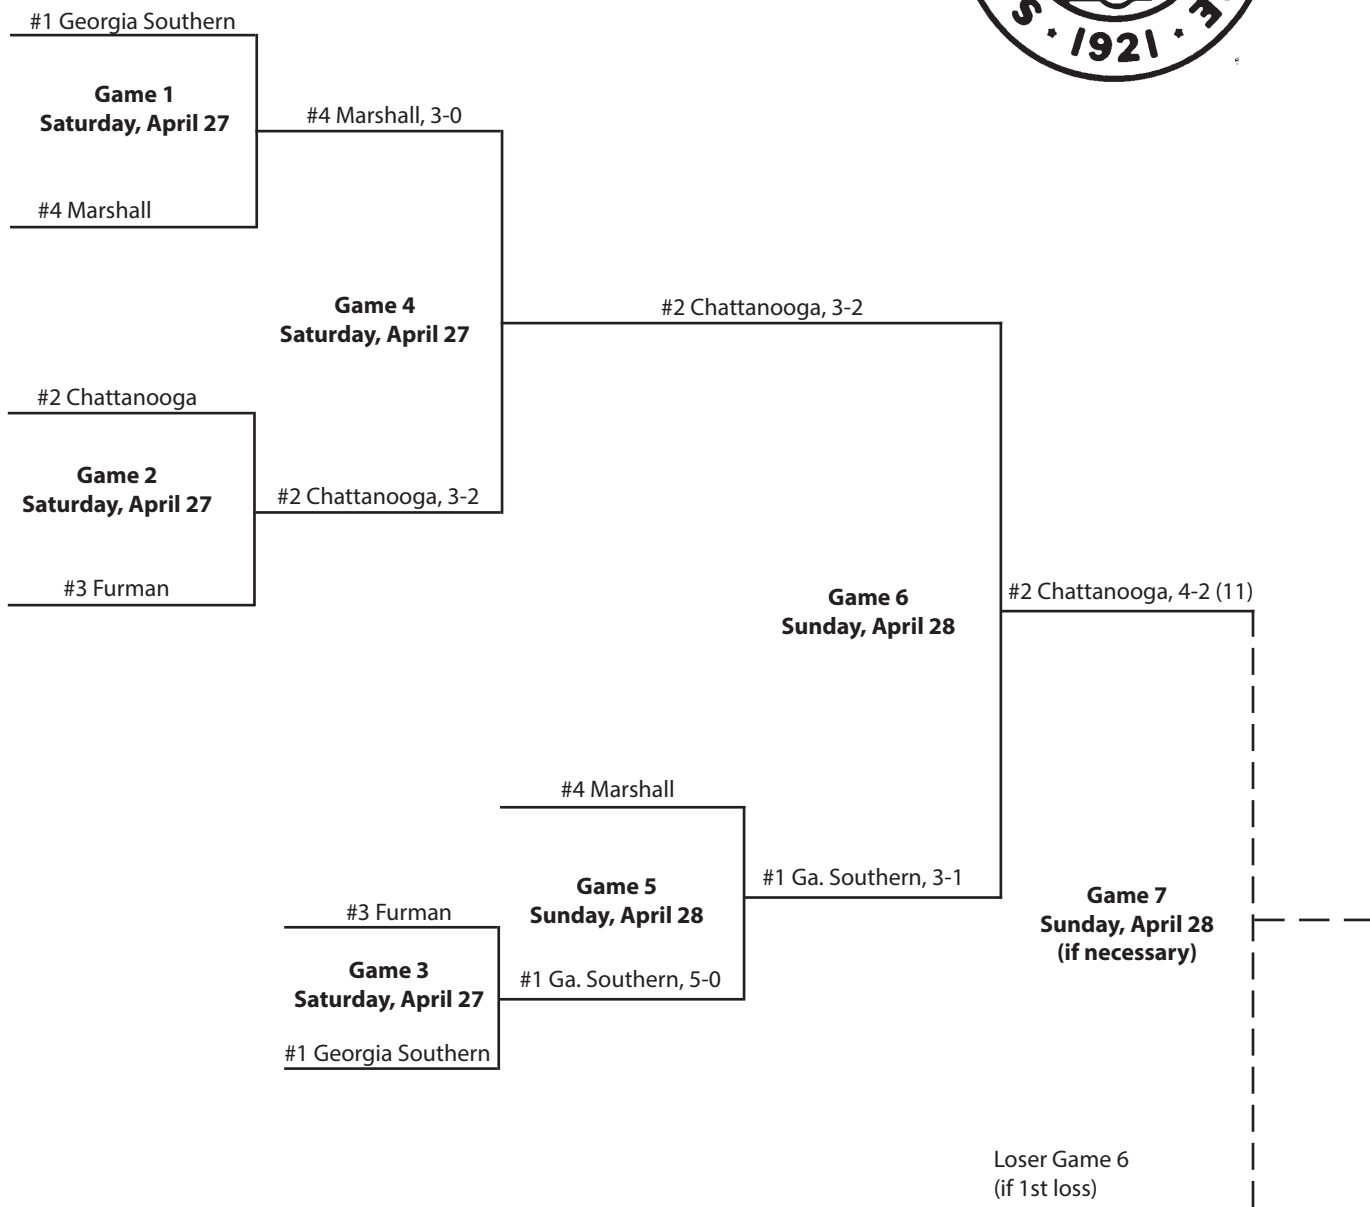 #1 Georgia Southern
S · 1921 · E
Game 1
Saturday, April 27
#4 Marshall, 3-0
#4 Marshall
Game 4
Saturday, April 27
#2 Chattanooga, 3-2
#2 Chattanooga
Game 2
Saturday, April 27
#2 Chattanooga, 3-2
#3 Furman
Game 6
Sunday, April 28
#2 Chattanooga, 4-2 (11)
#4 Marshall
#1 Ga. Southern, 3-1
Game 5
Sunday, April 28
Game 7
Sunday, April 28
(if necessary)
#3 Furman
Game 3
Saturday, April 27
#1 Ga. Southern, 5-0
#1 Georgia Southern
Loser Game 6
(if 1st loss)